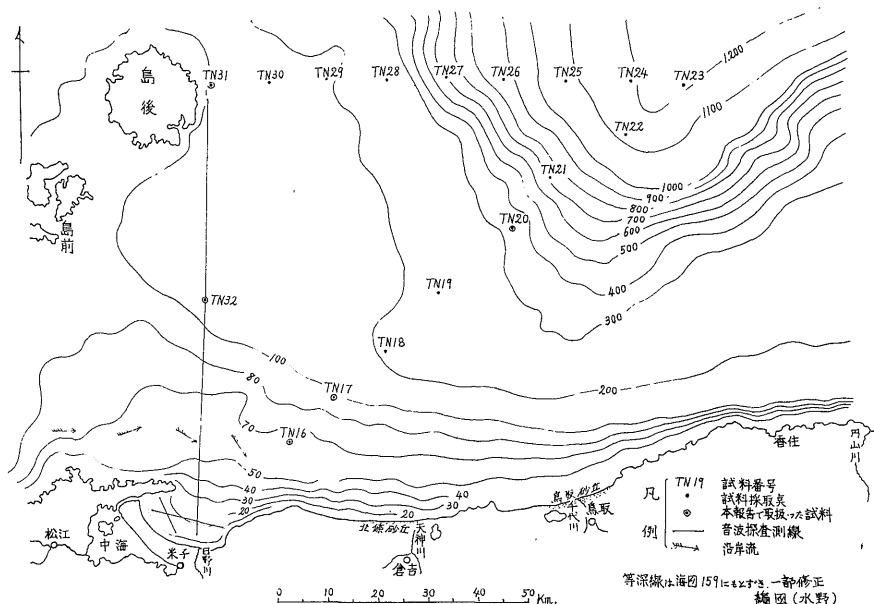 島後
TN31
TN30
TN29
TN28
TN27
TN26
TN25
TN24
TN23
1200
1100
TN22
TN21
1000
900
800
700
600
500
TN20
400
300
島前
TN32
TN19
TN18
100
80
TN17
200
70
TN16
50
40
30
20
20
40
30
松江
中海
米子
日野川
北條砂丘
天神川
倉吉
鳥取砂丘
千代川
鳥取
香住
円山川
凡例
TN19 試料番号
試料採取点
本報告で取扱った試料
音波探査測線
沿岸流
0 10 20 30 40 50 Km.
等深線は海図159にもとずき、一部修正
編図(水野)